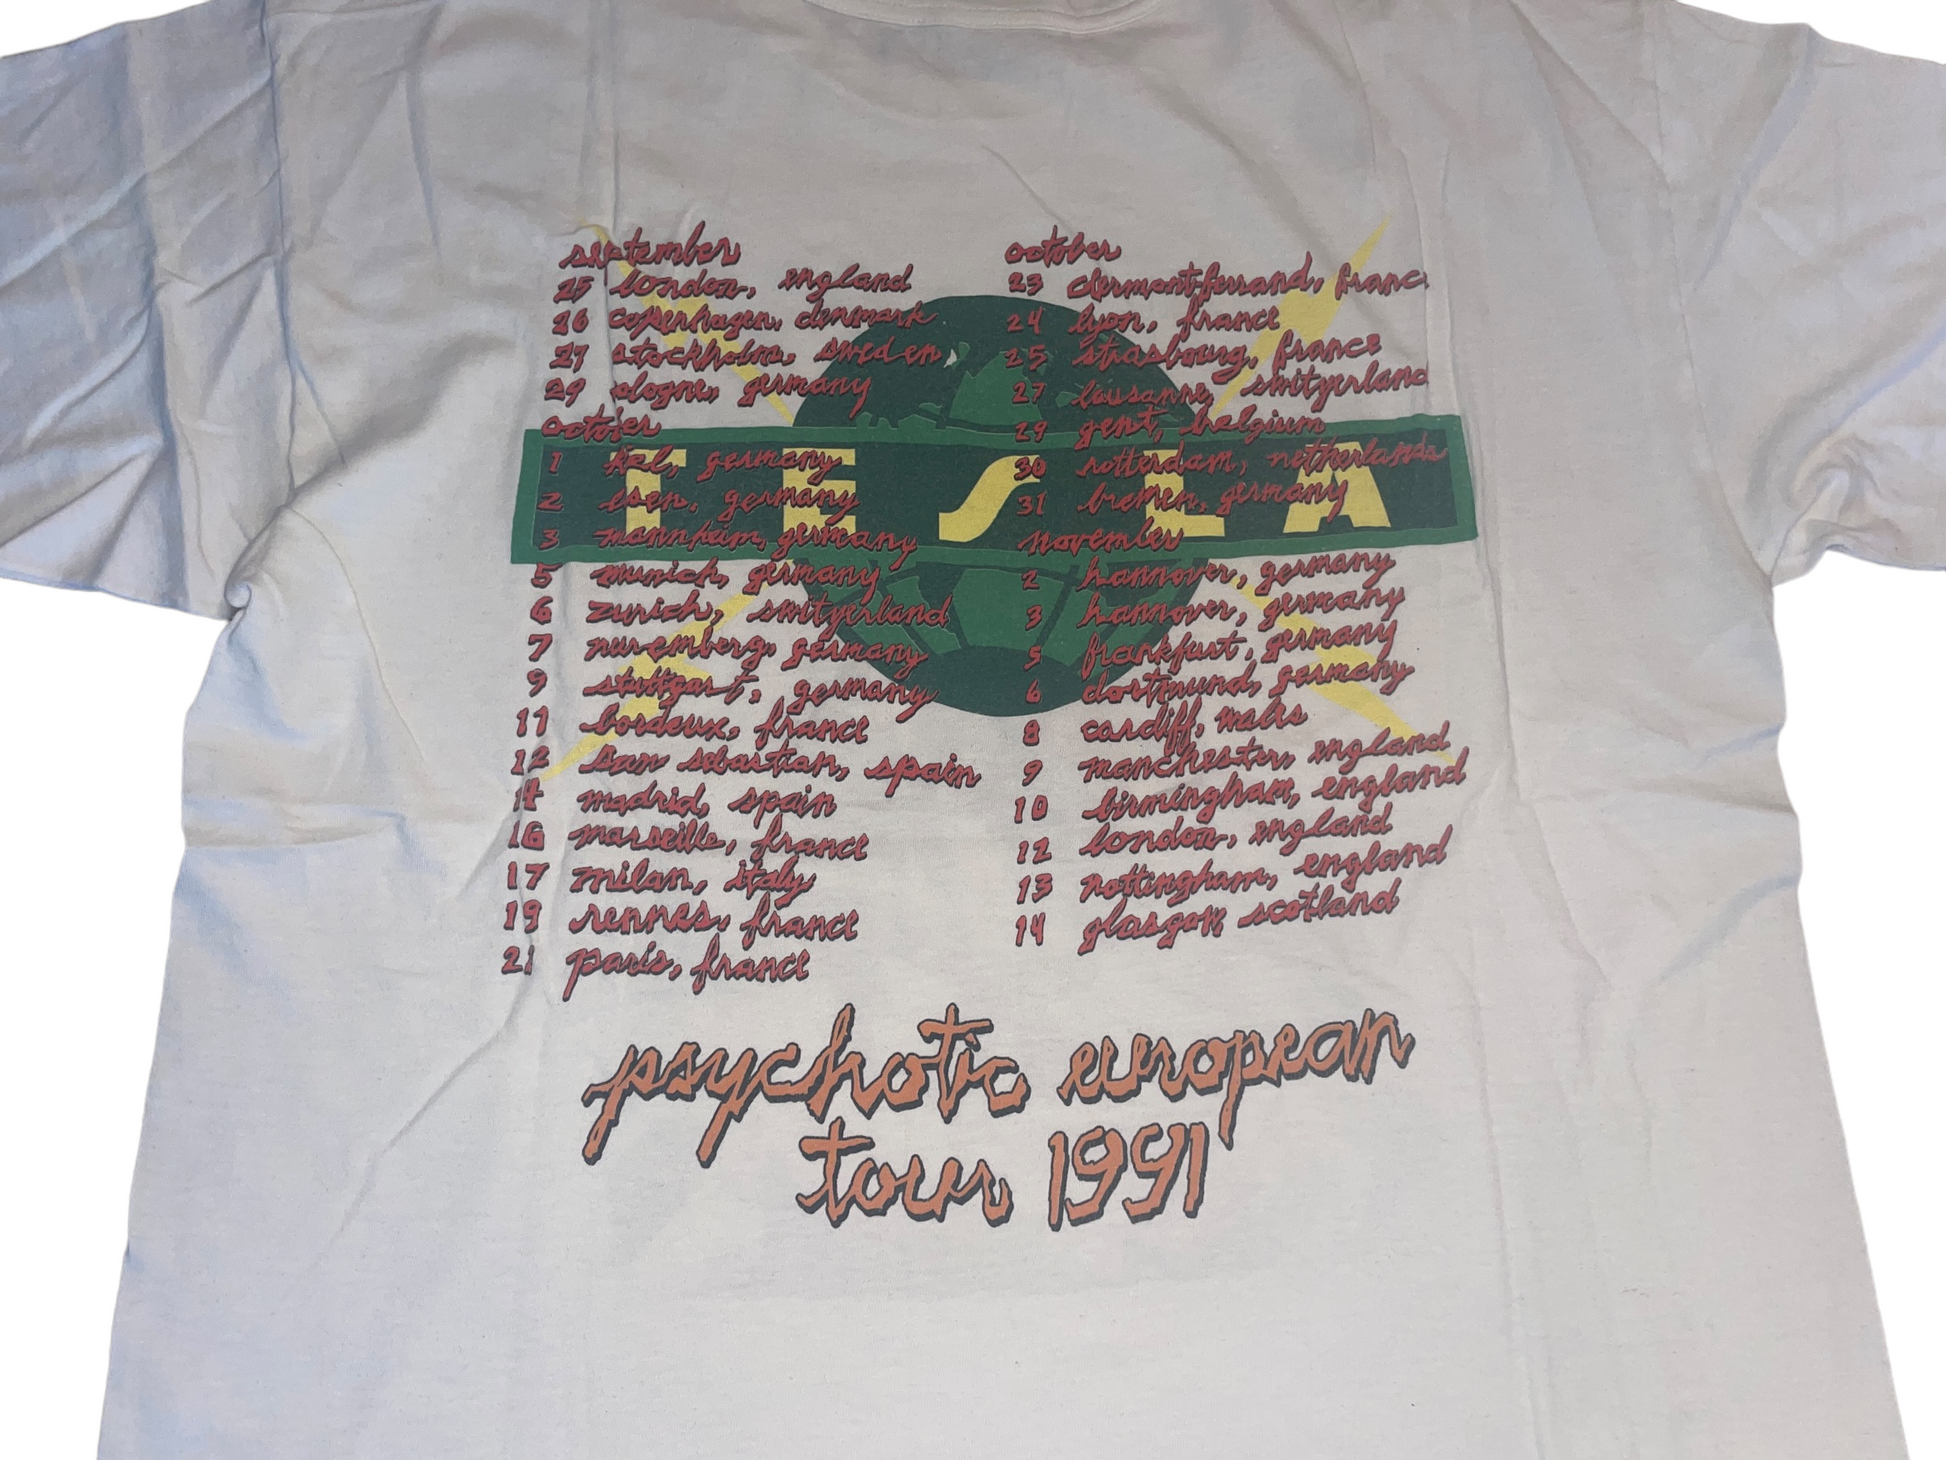 september
25 london, england
26 copenhagen, denmark
27 stockholm, sweden
29 cologne, germany
october
1 kel, germany
2 esen, germany
3 mannheim, germany
5 munich, germany
6 zurich, switzerland
7 nuremberg, germany
9 stuttgart, germany
11 bordeux, france
12 san sebastian, spain
14 madrid, spain
16 marseille, france
17 milan, italy
19 rennes, france
21 paris, france
october
23 clermont-ferrand, franc
24 lyon, france
25 strasbourg, france
27 lausanne, switzerland
29 gent, belgium
30 rotterdam, netherlands
31 bremen, germany
november
2 hannover, germany
3 hannover, germany
5 frankfurt, germany
6 dortmund, germany
8 cardiff, wales
9 manchester, england
10 birmingham, england
12 london, england
13 nottingham, england
14 glasgow, scotland
TESLA
psychotic european
tour 1991